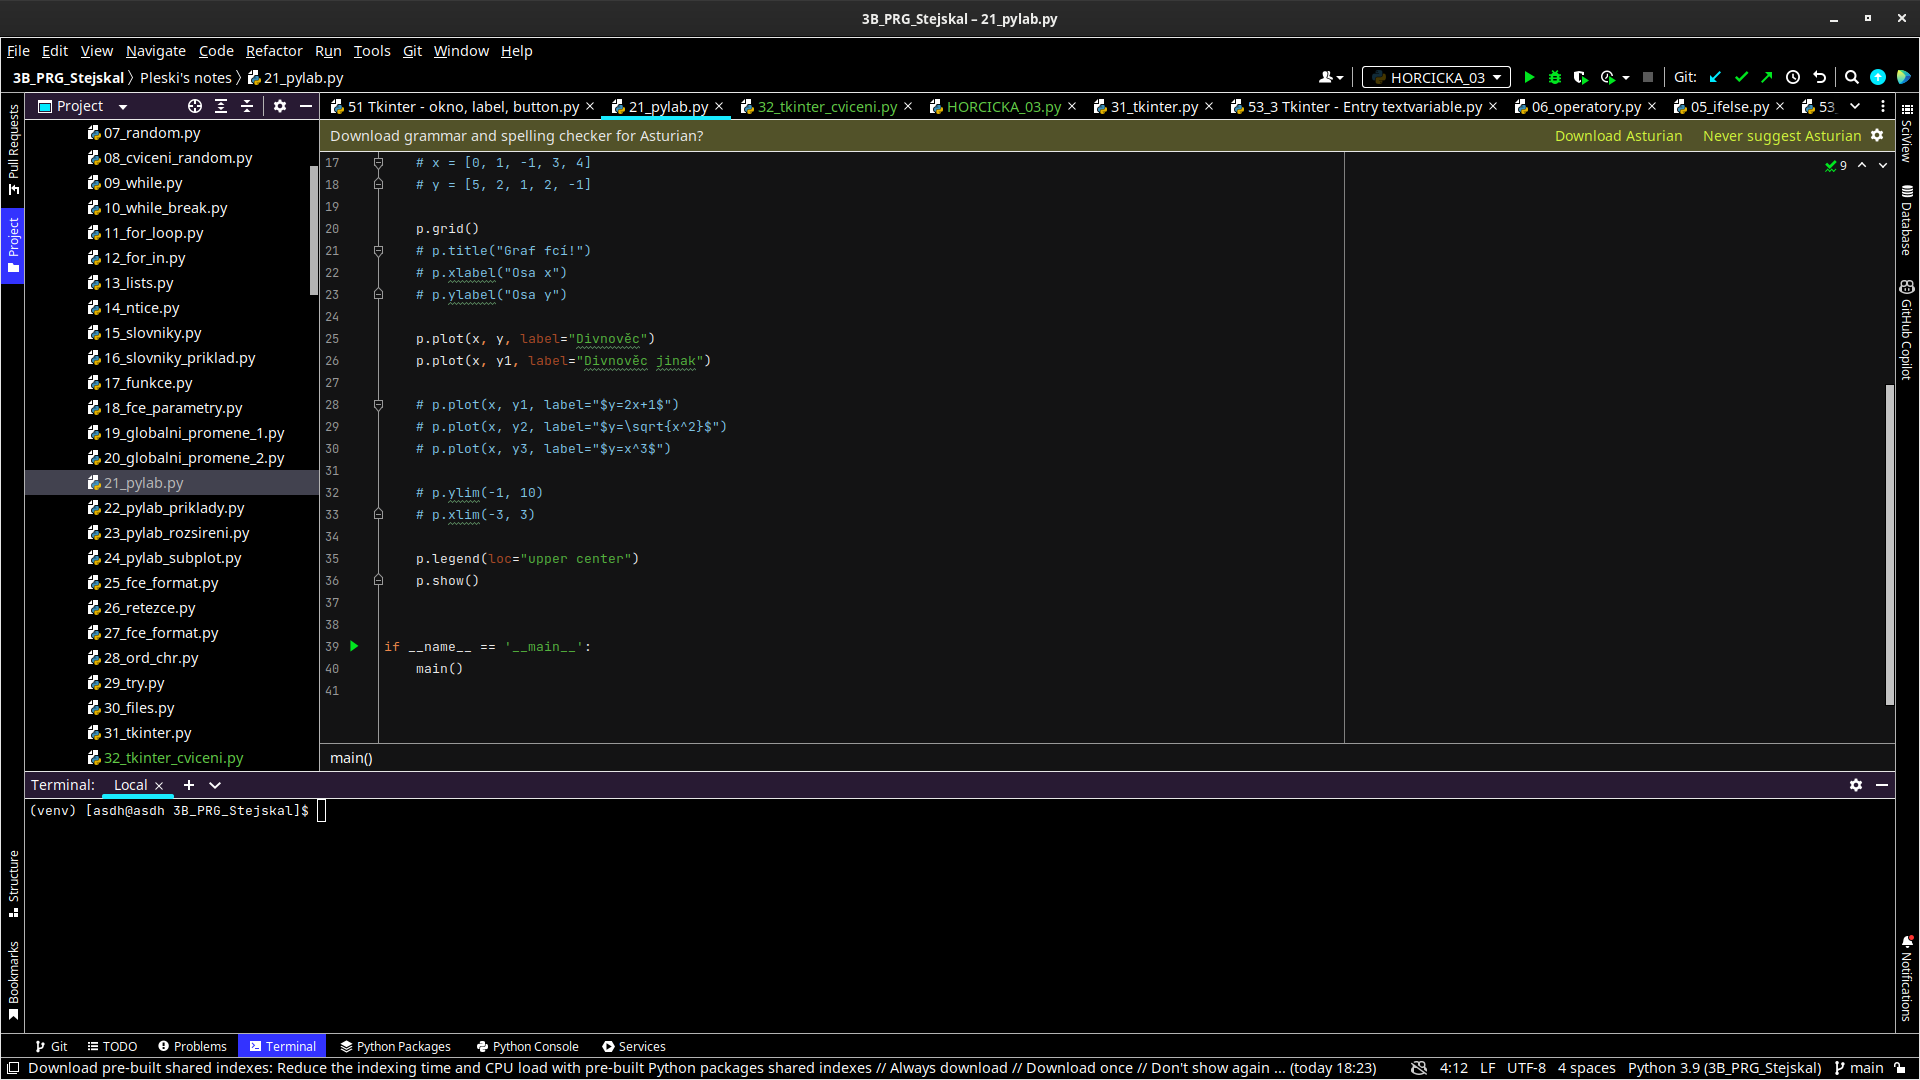 3B_PRG_Stejskal – 21_pylab.py
File Edit View Navigate Code Refactor Run Tools Git Window Help
3B_PRG_Stejskal 〉 Pleski's notes 〉 21_pylab.py
HORCICKA_03
Git:
Pull Requests
Project
Structure
Bookmarks
Project
07_random.py
08_cviceni_random.py
09_while.py
10_while_break.py
11_for_loop.py
12_for_in.py
13_lists.py
14_ntice.py
15_slovniky.py
16_slovniky_priklad.py
17_funkce.py
18_fce_parametry.py
19_globalni_promene_1.py
20_globalni_promene_2.py
21_pylab.py
22_pylab_priklady.py
23_pylab_rozsireni.py
24_pylab_subplot.py
25_fce_format.py
26_retezce.py
27_fce_format.py
28_ord_chr.py
29_try.py
30_files.py
31_tkinter.py
32_tkinter_cviceni.py
51 Tkinter - okno, label, button.py 21_pylab.py 32_tkinter_cviceni.py HORCICKA_03.py 31_tkinter.py 53_3 Tkinter - Entry textvariable.py 06_operatory.py 05_ifelse.py 53_
Download grammar and spelling checker for Asturian? Download Asturian Never suggest Asturian
9
17 # x = [0, 1, -1, 3, 4]
18 # y = [5, 2, 1, 2, -1]
19
20 p.grid()
21 # p.title("Graf fcí!")
22 # p.xlabel("Osa x")
23 # p.ylabel("Osa y")
24
25 p.plot(x, y, label="Divnověc")
26 p.plot(x, y1, label="Divnověc jinak")
27
28 # p.plot(x, y1, label="$y=2x+1$")
29 # p.plot(x, y2, label="$y=\sqrt{x^2}$")
30 # p.plot(x, y3, label="$y=x^3$")
31
32 # p.ylim(-1, 10)
33 # p.xlim(-3, 3)
34
35 p.legend(loc="upper center")
36 p.show()
37
38
39 if __name__ == '__main__':
40 main()
41
main()
SciView
Database
GitHub Copilot
Notifications
Terminal: Local
(venv) [asdh@asdh 3B_PRG_Stejskal]$
Git TODO Problems Terminal Python Packages Python Console Services
Download pre-built shared indexes: Reduce the indexing time and CPU load with pre-built Python packages shared indexes // Always download // Download once // Don't show again ... (today 18:23) 4:12 LF UTF-8 4 spaces Python 3.9 (3B_PRG_Stejskal) main